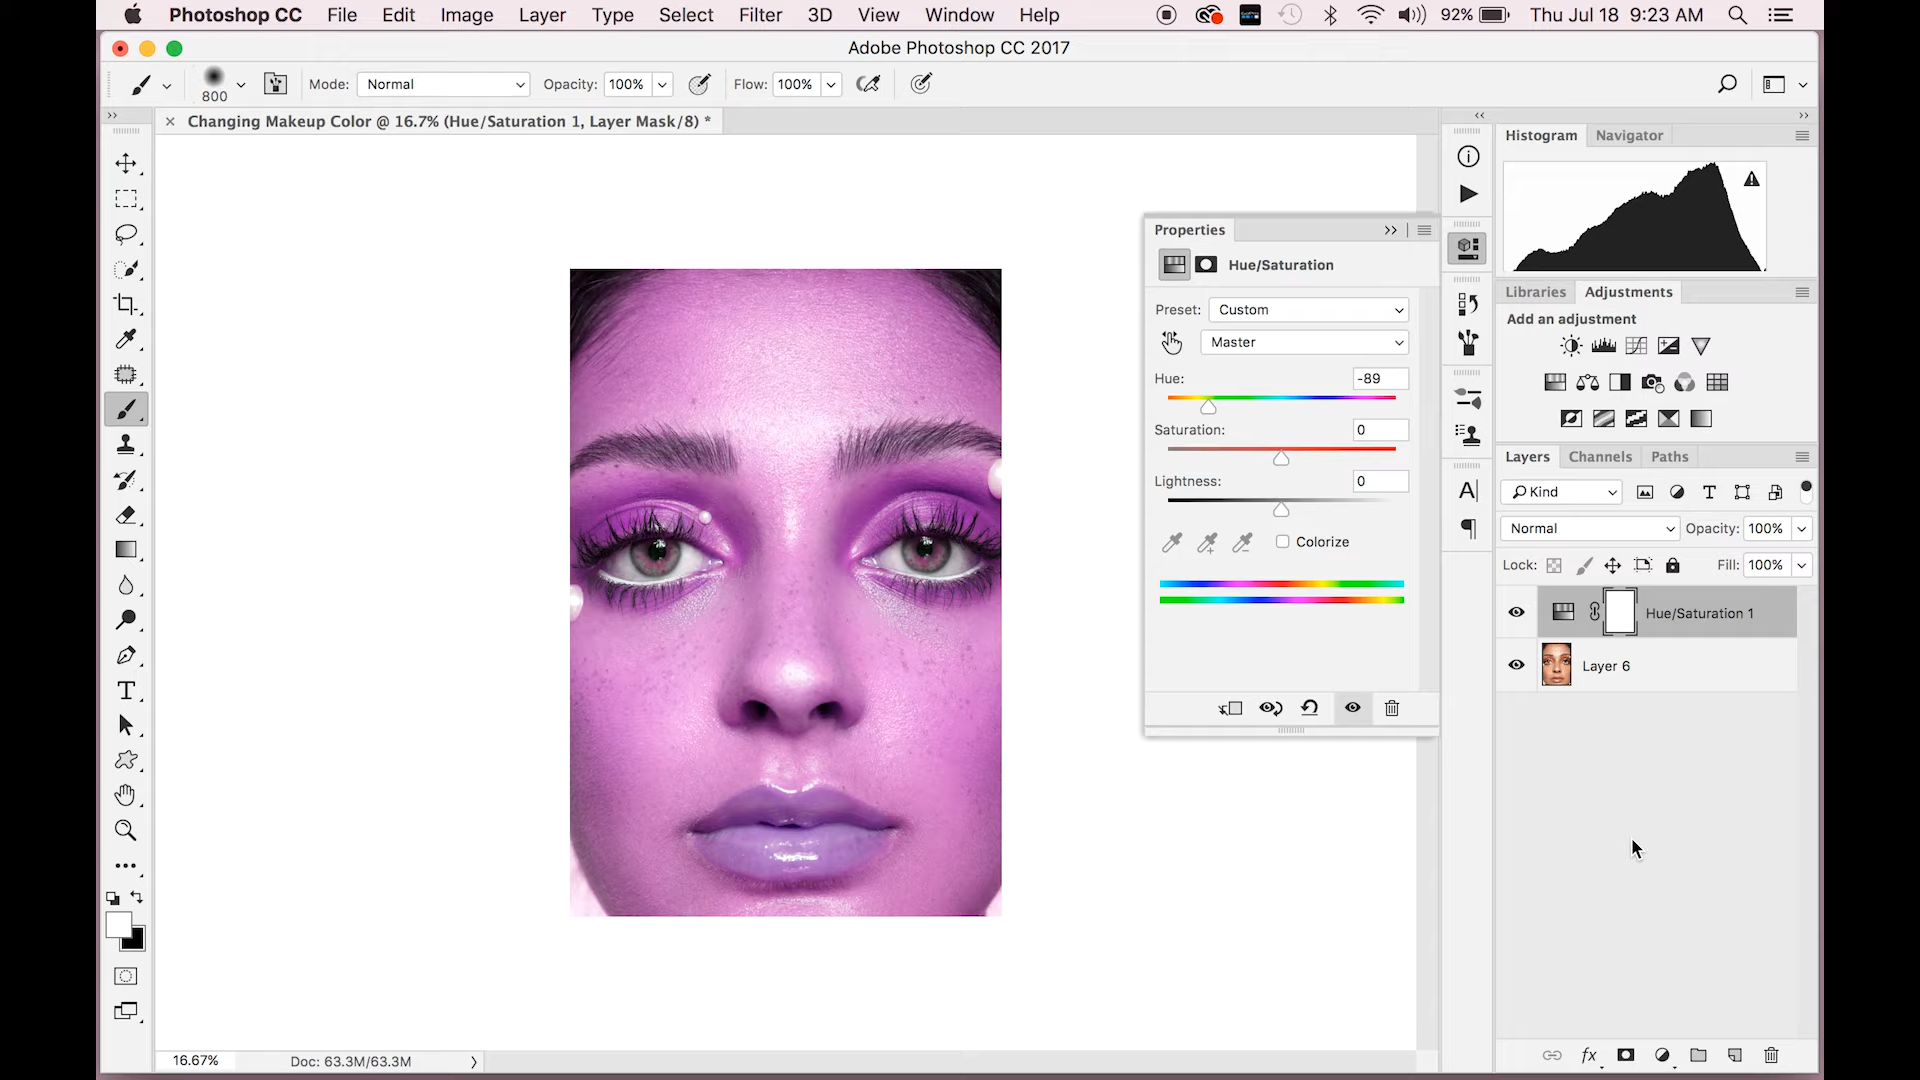 Photoshop CC File Edit Image Layer Type Select Filter 3D View Window Help 92% Thu Jul 18 9:23 AM
Adobe Photoshop CC 2017
800 Mode: Normal Opacity: 100% Flow: 100%
× Changing Makeup Color @ 16.7% (Hue/Saturation 1, Layer Mask/8) *
Histogram Navigator
Properties
Hue/Saturation
Preset: Custom
Master
Hue: -89
Saturation: 0
Lightness: 0
Colorize
Libraries Adjustments
Add an adjustment
Layers Channels Paths
Kind
Normal Opacity: 100%
Lock: Fill: 100%
Hue/Saturation 1
Layer 6
fx
16.67% Doc: 63.3M/63.3M